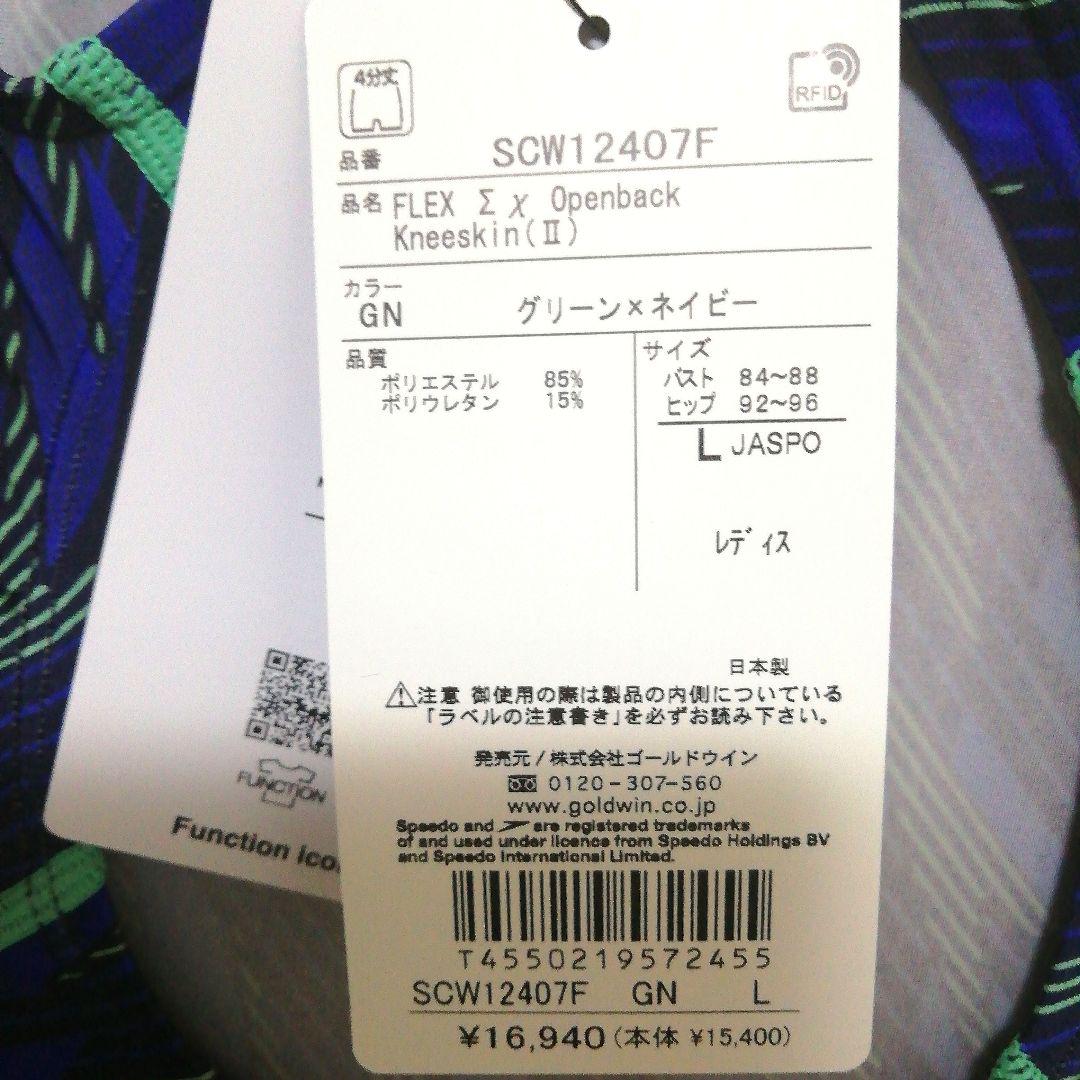 4分丈
RFID
品番 SCW12407F
品名 FLEX Σχ Openback
Kneeskin(Ⅱ)
カラー
GN グリーン×ネイビー
品質
ポリエステル 85%
ポリウレタン 15%
サイズ
バスト 84~88
ヒップ 92~96
L JASPO
レディス
日本製
⚠注意 御使用の際は製品の内側についている
「ラベルの注意書き」を必ずお読み下さい。
発売元/株式会社ゴールドウイン
0120-307-560
www.goldwin.co.jp
Speedo and are registered trademarks
of and used under licence from Speedo Holdings BV
and Speedo International Limited.
T4550219572455
SCW12407F GN L
¥16,940(本体 ¥15,400)
FUNCTION
Function ico